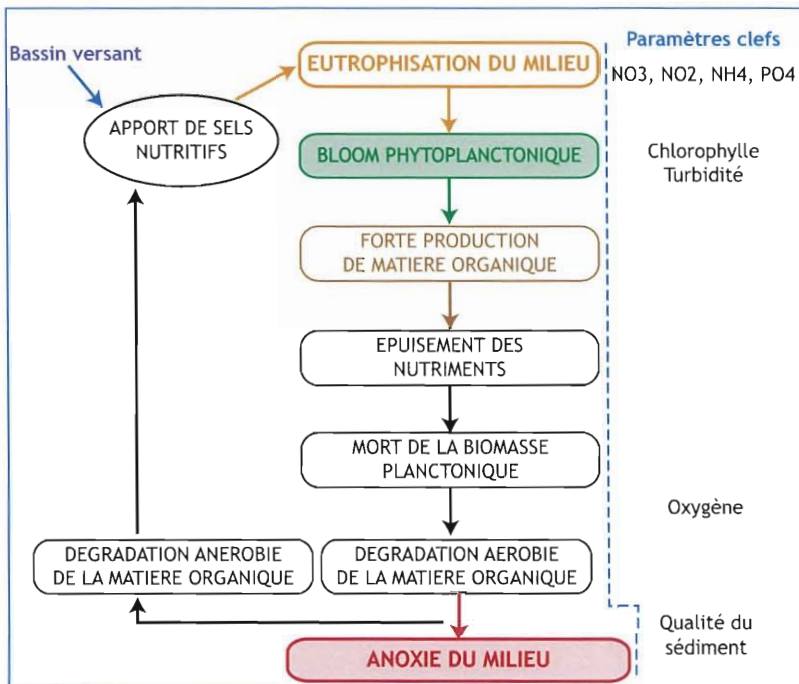 Bassin versant
APPORT DE SELS
NUTRITIFS
EUTROPHISATION DU MILIEU
BLOOM PHYTOPLANCTONIQUE
FORTE PRODUCTION
DE MATIERE ORGANIQUE
EPUISEMENT DES
NUTRIMENTS
MORT DE LA BIOMASSE
PLANCTONIQUE
DEGRADATION ANEROBIE
DE LA MATIERE ORGANIQUE
DEGRADATION AEROBIE
DE LA MATIERE ORGANIQUE
ANOXIE DU MILIEU
Paramètres clefs
NO3, NO2, NH4, PO4
Chlorophylle
Turbidité
Oxygène
Qualité du
sédiment